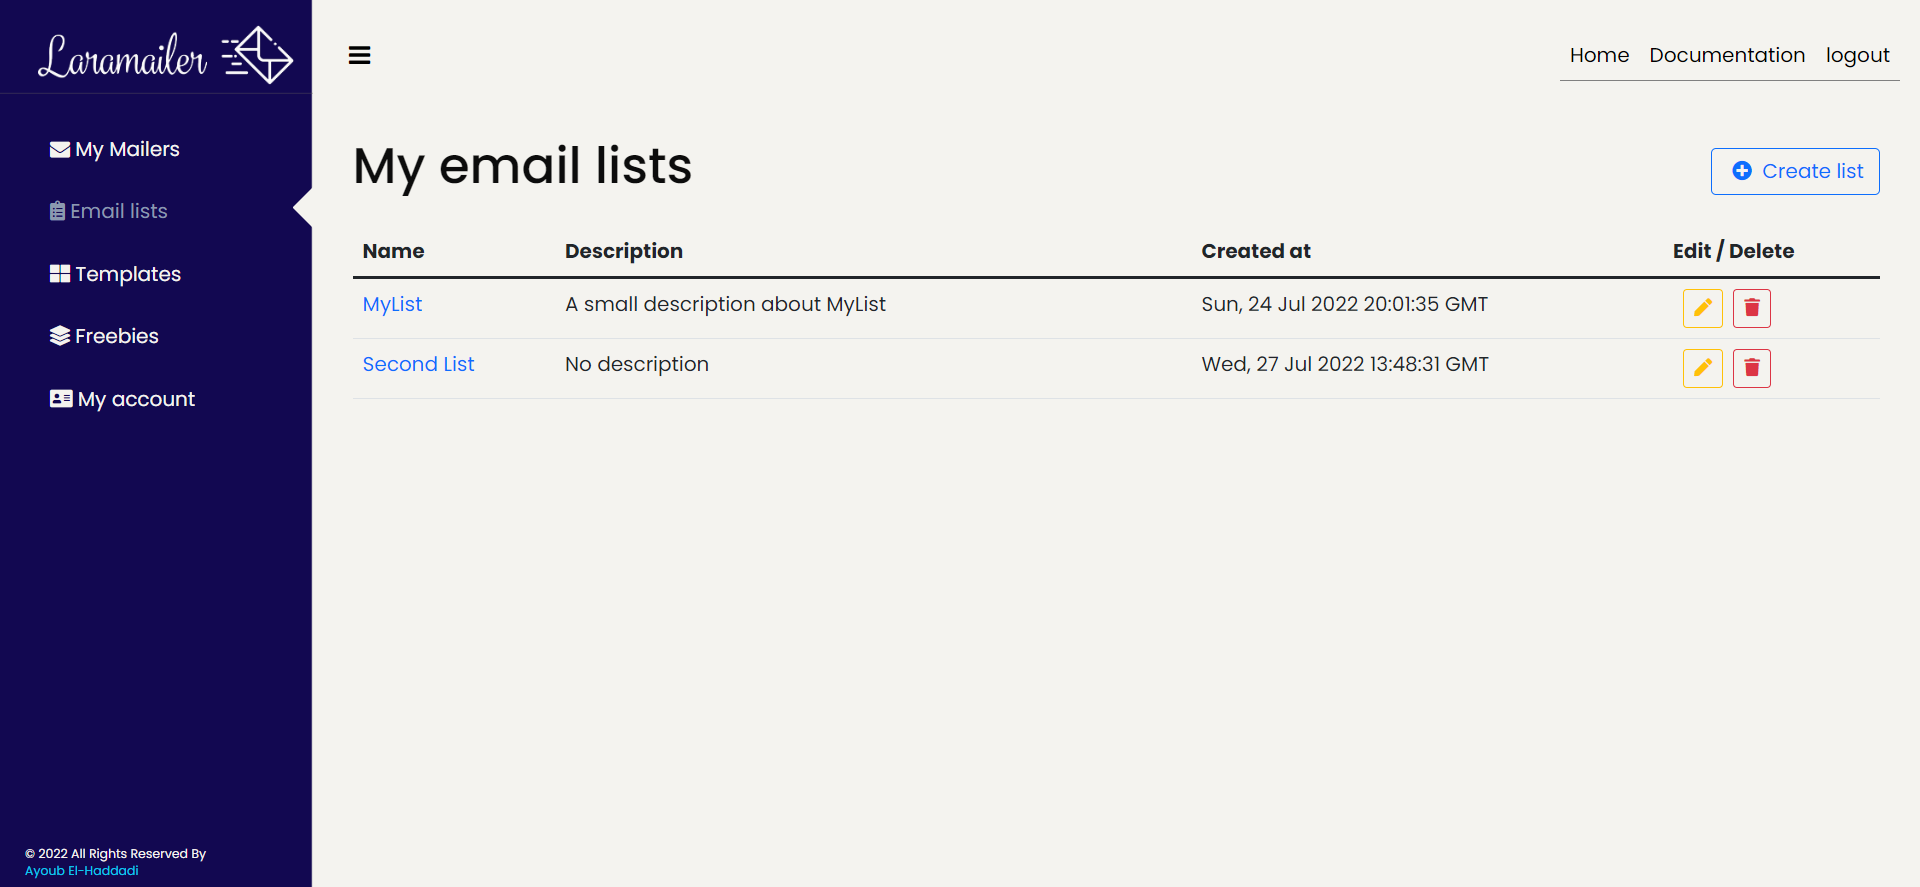 Laramailer
Home Documentation logout
My Mailers
Email lists
Templates
Freebies
My account
My email lists
Create list
Name Description Created at Edit / Delete
MyList A small description about MyList Sun, 24 Jul 2022 20:01:35 GMT
Second List No description Wed, 27 Jul 2022 13:48:31 GMT
© 2022 All Rights Reserved By
Ayoub El-Haddadi